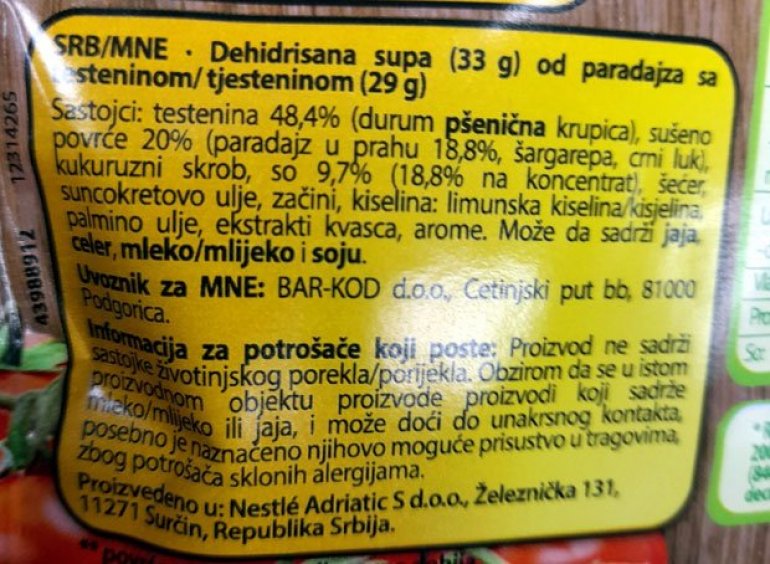 SRB/MNE · Dehidrisana supa (33 g) od paradajza sa
testeninom/tjesteninom (29 g)
Sastojci: testenina 48,4% (durum pšenična krupica), sušeno
povrće 20% (paradajz u prahu 18,8%, šargarepa, crni luk),
kukuruzni skrob, so 9,7% (18,8% na koncentrat), šećer,
suncokretovo ulje, začini, kiselina: limunska kiselina/kisjelina,
palmino ulje, ekstrakti kvasca, arome. Može da sadrži jaja,
celer, mleko/mlijeko i soju.
Uvoznik za MNE: BAR-KOD d.o.o., Cetinjski put bb, 81000
Podgorica.
Informacija za potrošače koji poste: Proizvod ne sadrži
sastojke životinjskog porekla/porijekla. Obzirom da se u istom
proizvodnom objektu proizvode proizvodi koji sadrže
mleko/mlijeko ili jaja, i može doći do unakrsnog kontakta,
posebno je naznačeno njihovo moguće prisustvo u tragovima,
zbog potrošača sklonih alergijama.
Proizvedeno u: Nestlé Adriatic S d.o.o., Železnička 131,
11271 Surčin, Republika Srbija.
43988912
12314265